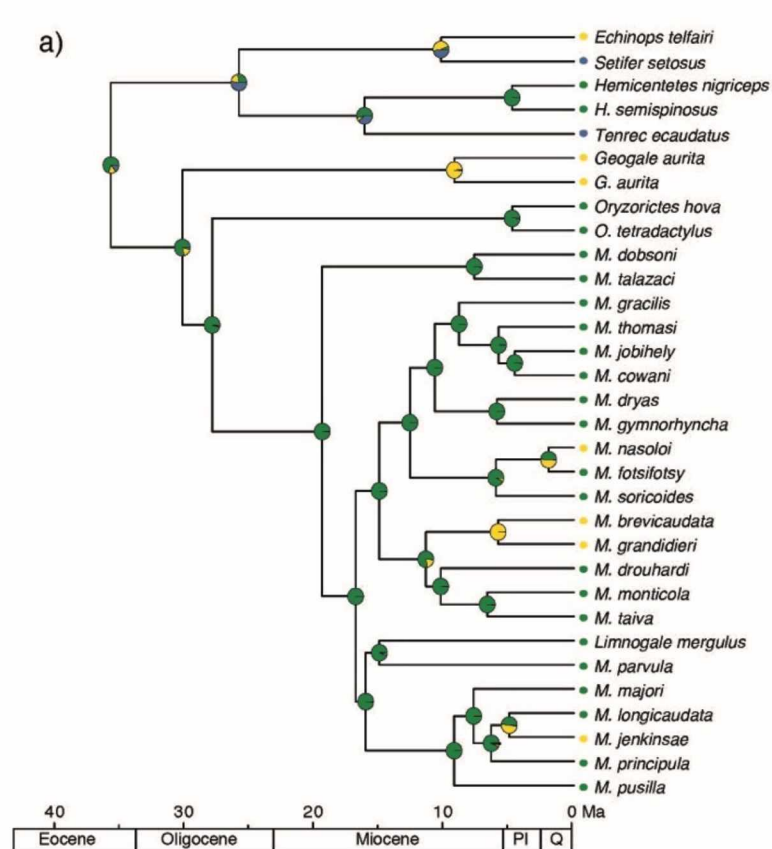 a)
Echinops telfairi
Setifer setosus
Hemicentetes nigriceps
H. semispinosus
Tenrec ecaudatus
Geogale aurita
G. aurita
Oryzorictes hova
O. tetradactylus
M. dobsoni
M. talazaci
M. gracilis
M. thomasi
M. jobihely
M. cowani
M. dryas
M. gymnorhyncha
M. nasoloi
M. fotsifotsy
M. soricoides
M. brevicaudata
M. grandidieri
M. drouhardi
M. monticola
M. taiva
Limnogale mergulus
M. parvula
M. majori
M. longicaudata
M. jenkinsae
M. principula
M. pusilla
40 30 20 10 0 Ma
Eocene Oligocene Miocene Pl Q